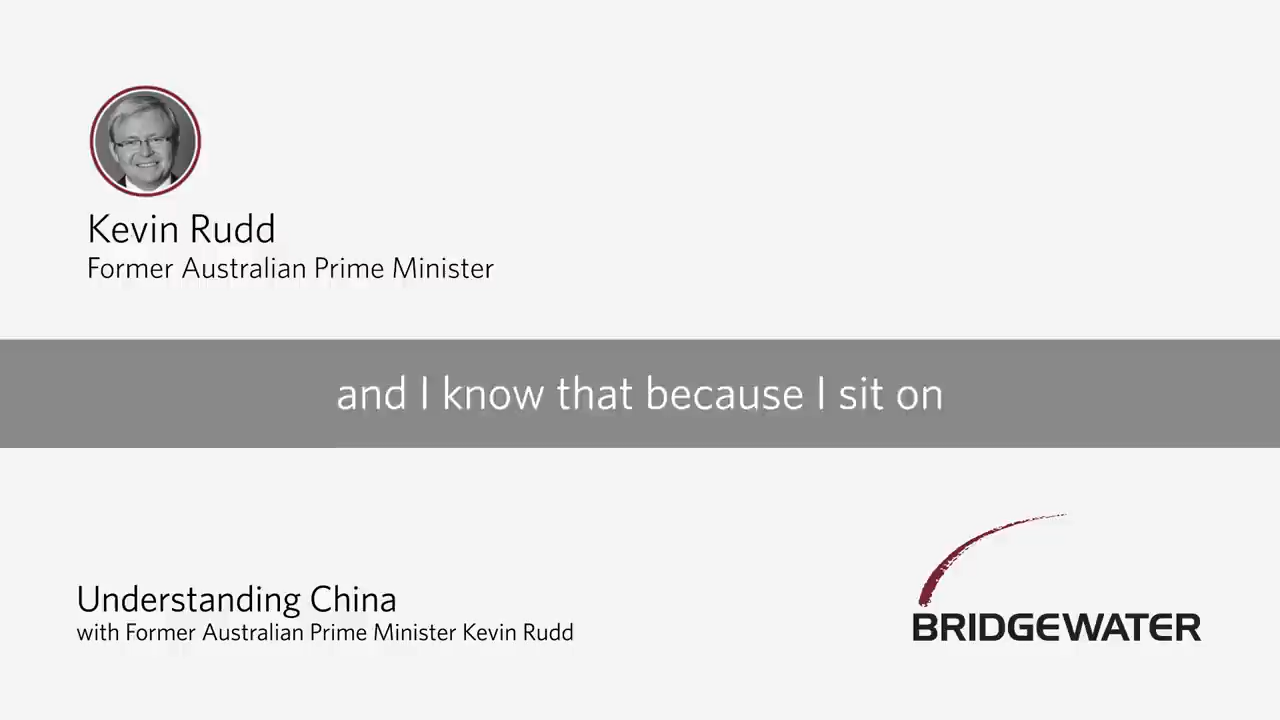 Kevin Rudd
Former Australian Prime Minister
and I know that because I sit on
Understanding China
with Former Australian Prime Minister Kevin Rudd
BRIDGEWATER